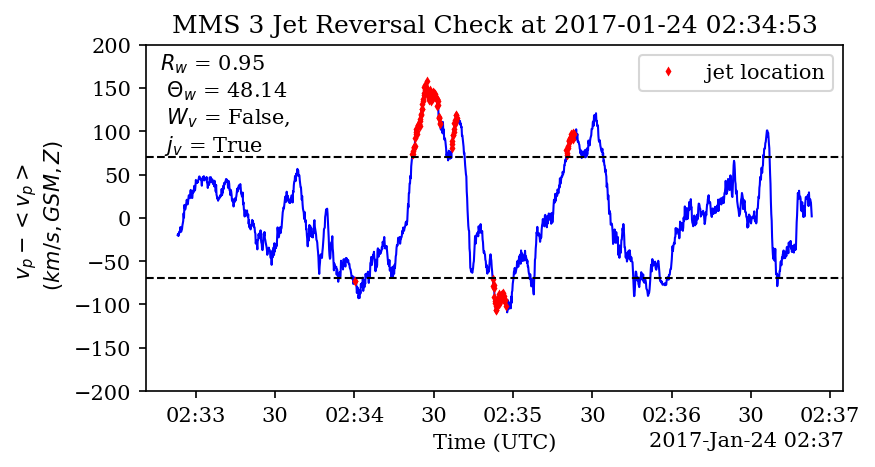 MMS 3 Jet Reversal Check at 2017-01-24 02:34:53
R_w = 0.95
Θ_w = 48.14
W_v = False,
j_v = True
jet location
v_p − < v_p >
(km/s, GSM, Z)
200
150
100
50
0
−50
−100
−150
−200
02:33 30 02:34 30 02:35 30 02:36 30 02:37
Time (UTC)
2017-Jan-24 02:37